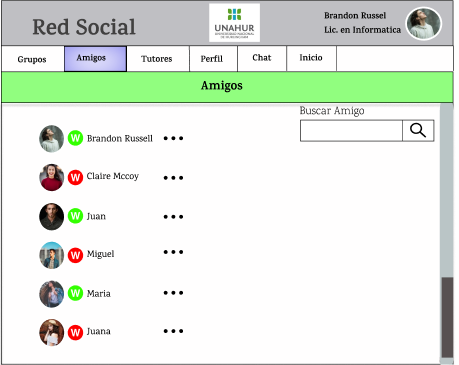 Red Social
UNAHUR
UNIVERSIDAD NACIONAL
DE HURLINGHAM
Brandon Russel
Lic. en Informatica
Grupos
Amigos
Tutores
Perfil
Chat
Inicio
Amigos
Buscar Amigo
W Brandon Russell
W Claire Mccoy
W Juan
W Miguel
W Maria
W Juana